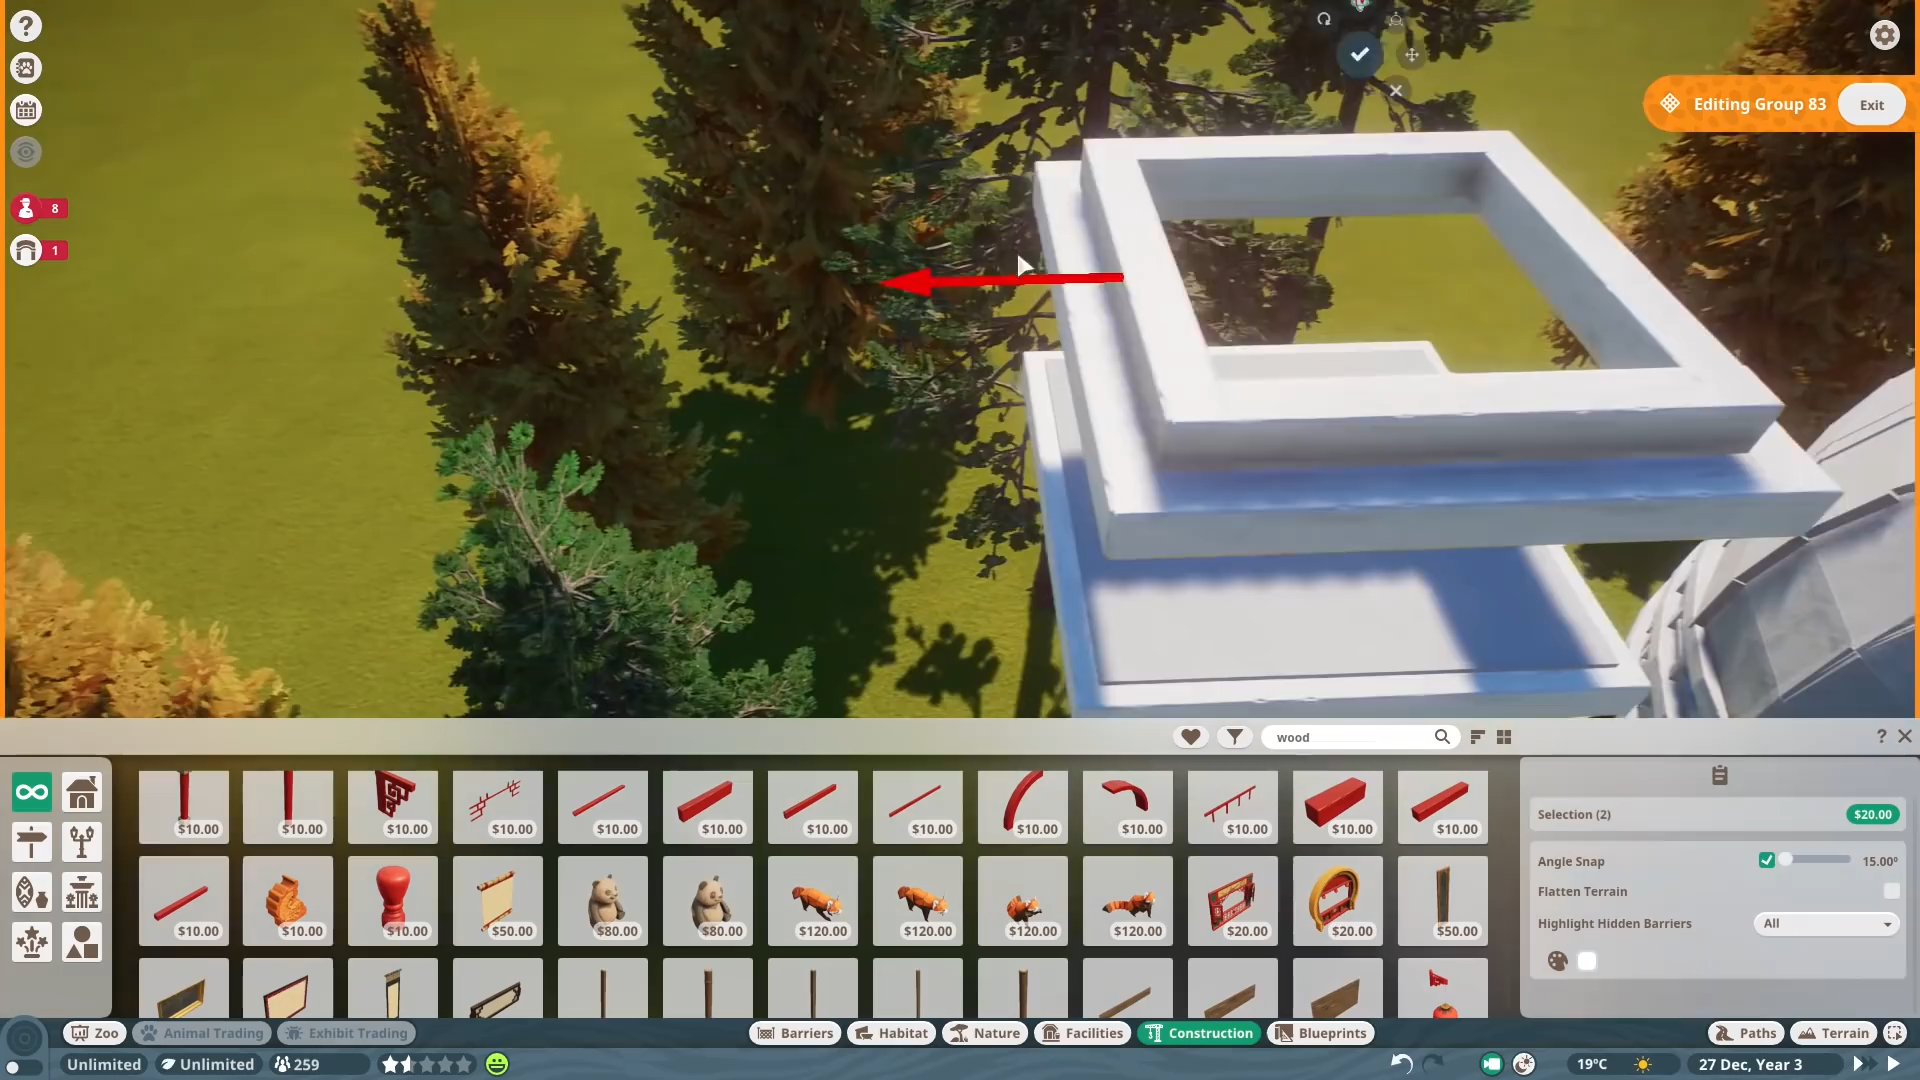 ?
8
Editing Group 83 Exit
1
wood
?
$10.00 $10.00 $10.00 $10.00 $10.00 $10.00 $10.00 $10.00 $10.00 $10.00 $10.00 $10.00 $10.00
Selection (2) $20.00
Angle Snap 15.00°
Flatten Terrain
Highlight Hidden Barriers All
$10.00 $10.00 $10.00 $50.00 $80.00 $80.00 $120.00 $120.00 $120.00 $120.00 $20.00 $20.00 $50.00
Zoo Animal Trading Exhibit Trading Barriers Habitat Nature Facilities Construction Blueprints Paths Terrain
Unlimited Unlimited 259 19°C 27 Dec, Year 3